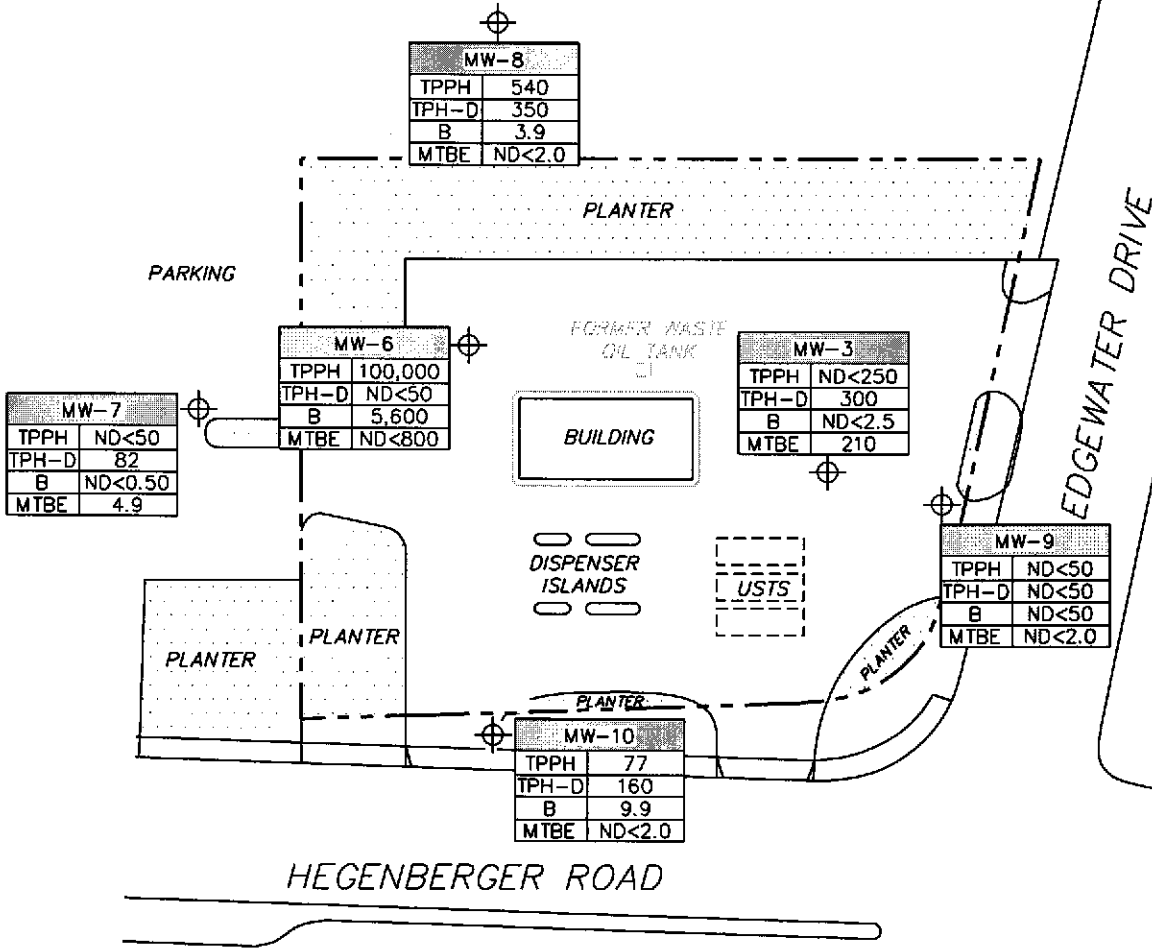 MW-8
TPPH 540
TPH-D 350
B 3.9
MTBE ND<2.0
PLANTER
PARKING
EDGEWATER DRIVE
FORMER WASTE
OIL TANK
MW-6
TPPH 100,000
TPH-D ND<50
B 5,600
MTBE ND<800
MW-3
TPPH ND<250
TPH-D 300
B ND<2.5
MTBE 210
MW-7
TPPH ND<50
TPH-D 82
B ND<0.50
MTBE 4.9
BUILDING
MW-9
TPPH ND<50
TPH-D ND<50
B ND<50
MTBE ND<2.0
DISPENSER
ISLANDS
USTS
PLANTER
PLANTER
PLANTER
PLANTER
MW-10
TPPH 77
TPH-D 160
B 9.9
MTBE ND<2.0
HEGENBERGER ROAD